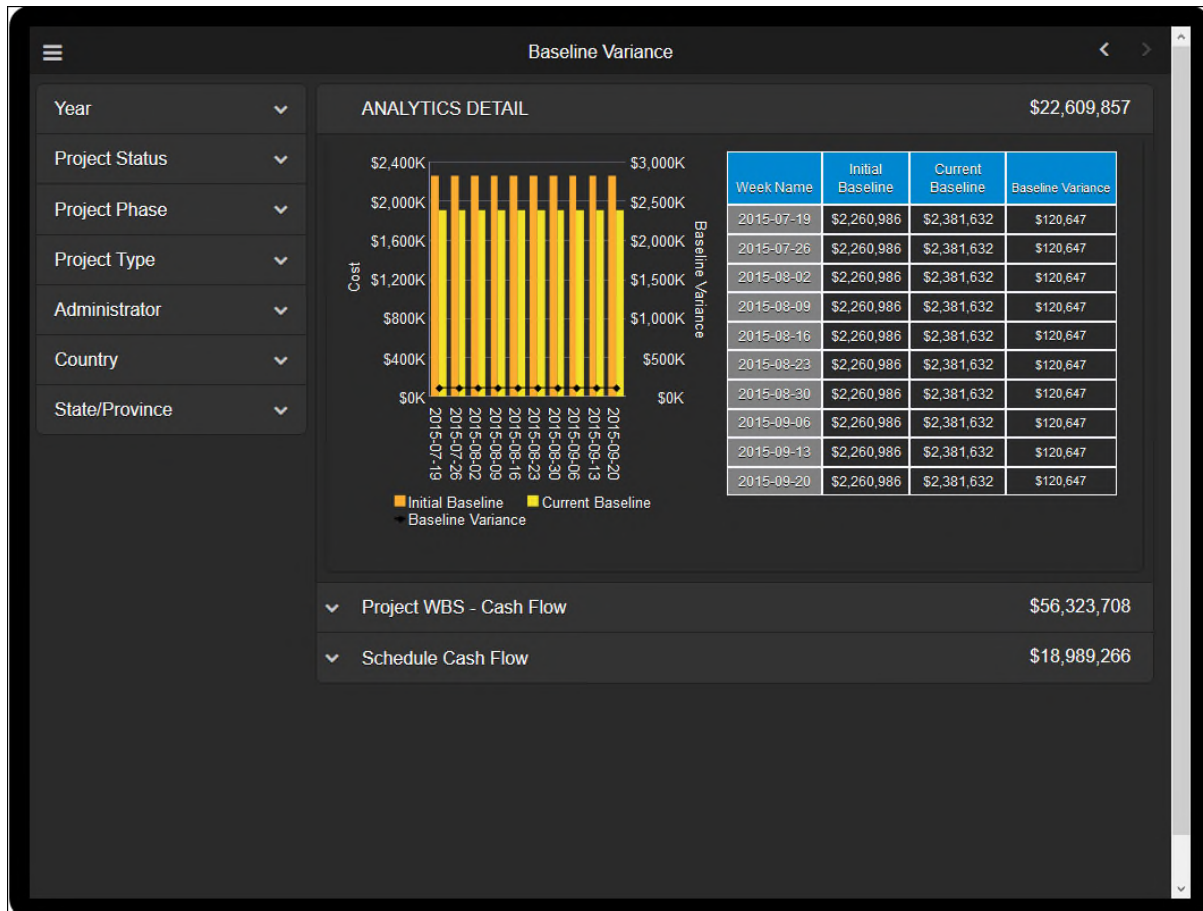 Baseline Variance
Year
Project Status
Project Phase
Project Type
Administrator
Country
State/Province
ANALYTICS DETAIL $22,609,857
$2,400K
$2,000K
$1,600K
$1,200K
$800K
$400K
$0K
Cost
$3,000K
$2,500K
$2,000K
$1,500K
$1,000K
$500K
$0K
Baseline Variance
2015-07-19
2015-07-26
2015-08-02
2015-08-09
2015-08-16
2015-08-23
2015-08-30
2015-09-06
2015-09-13
2015-09-20
Initial Baseline Current Baseline
Baseline Variance
Week Name Initial Baseline Current Baseline Baseline Variance
2015-07-19 $2,260,986 $2,381,632 $120,647
2015-07-26 $2,260,986 $2,381,632 $120,647
2015-08-02 $2,260,986 $2,381,632 $120,647
2015-08-09 $2,260,986 $2,381,632 $120,647
2015-08-16 $2,260,986 $2,381,632 $120,647
2015-08-23 $2,260,986 $2,381,632 $120,647
2015-08-30 $2,260,986 $2,381,632 $120,647
2015-09-06 $2,260,986 $2,381,632 $120,647
2015-09-13 $2,260,986 $2,381,632 $120,647
2015-09-20 $2,260,986 $2,381,632 $120,647
Project WBS - Cash Flow $56,323,708
Schedule Cash Flow $18,989,266